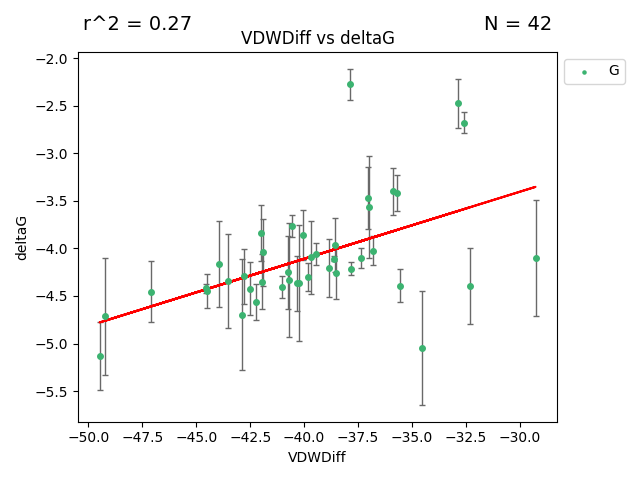 r^2 = 0.27
N = 42
VDWDiff vs deltaG
G
−2.0
−2.5
−3.0
−3.5
−4.0
−4.5
−5.0
−5.5
deltaG
−50.0 −47.5 −45.0 −42.5 −40.0 −37.5 −35.0 −32.5 −30.0
VDWDiff